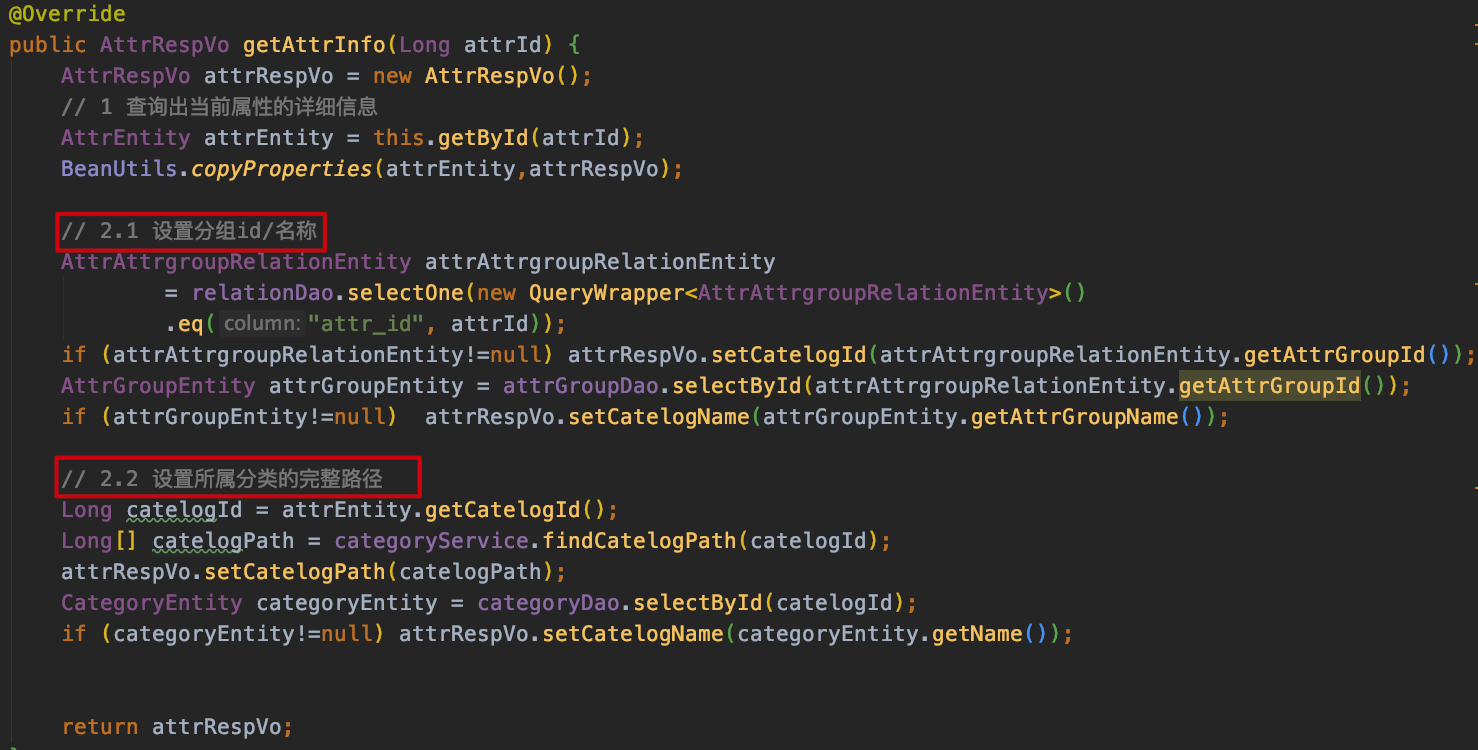 @Override
public AttrRespVo getAttrInfo(Long attrId) {
AttrRespVo attrRespVo = new AttrRespVo();
// 1 查询出当前属性的详细信息
AttrEntity attrEntity = this.getById(attrId);
BeanUtils.copyProperties(attrEntity,attrRespVo);
// 2.1 设置分组id/名称
AttrAttrgroupRelationEntity attrAttrgroupRelationEntity
= relationDao.selectOne(new QueryWrapper<AttrAttrgroupRelationEntity>()
.eq( column: "attr_id", attrId));
if (attrAttrgroupRelationEntity!=null) attrRespVo.setCatelogId(attrAttrgroupRelationEntity.getAttrGroupId());
AttrGroupEntity attrGroupEntity = attrGroupDao.selectById(attrAttrgroupRelationEntity.getAttrGroupId());
if (attrGroupEntity!=null)  attrRespVo.setCatelogName(attrGroupEntity.getAttrGroupName());
// 2.2 设置所属分类的完整路径
Long catelogId = attrEntity.getCatelogId();
Long[] catelogPath = categoryService.findCatelogPath(catelogId);
attrRespVo.setCatelogPath(catelogPath);
CategoryEntity categoryEntity = categoryDao.selectById(catelogId);
if (categoryEntity!=null) attrRespVo.setCatelogName(categoryEntity.getName());
return attrRespVo;